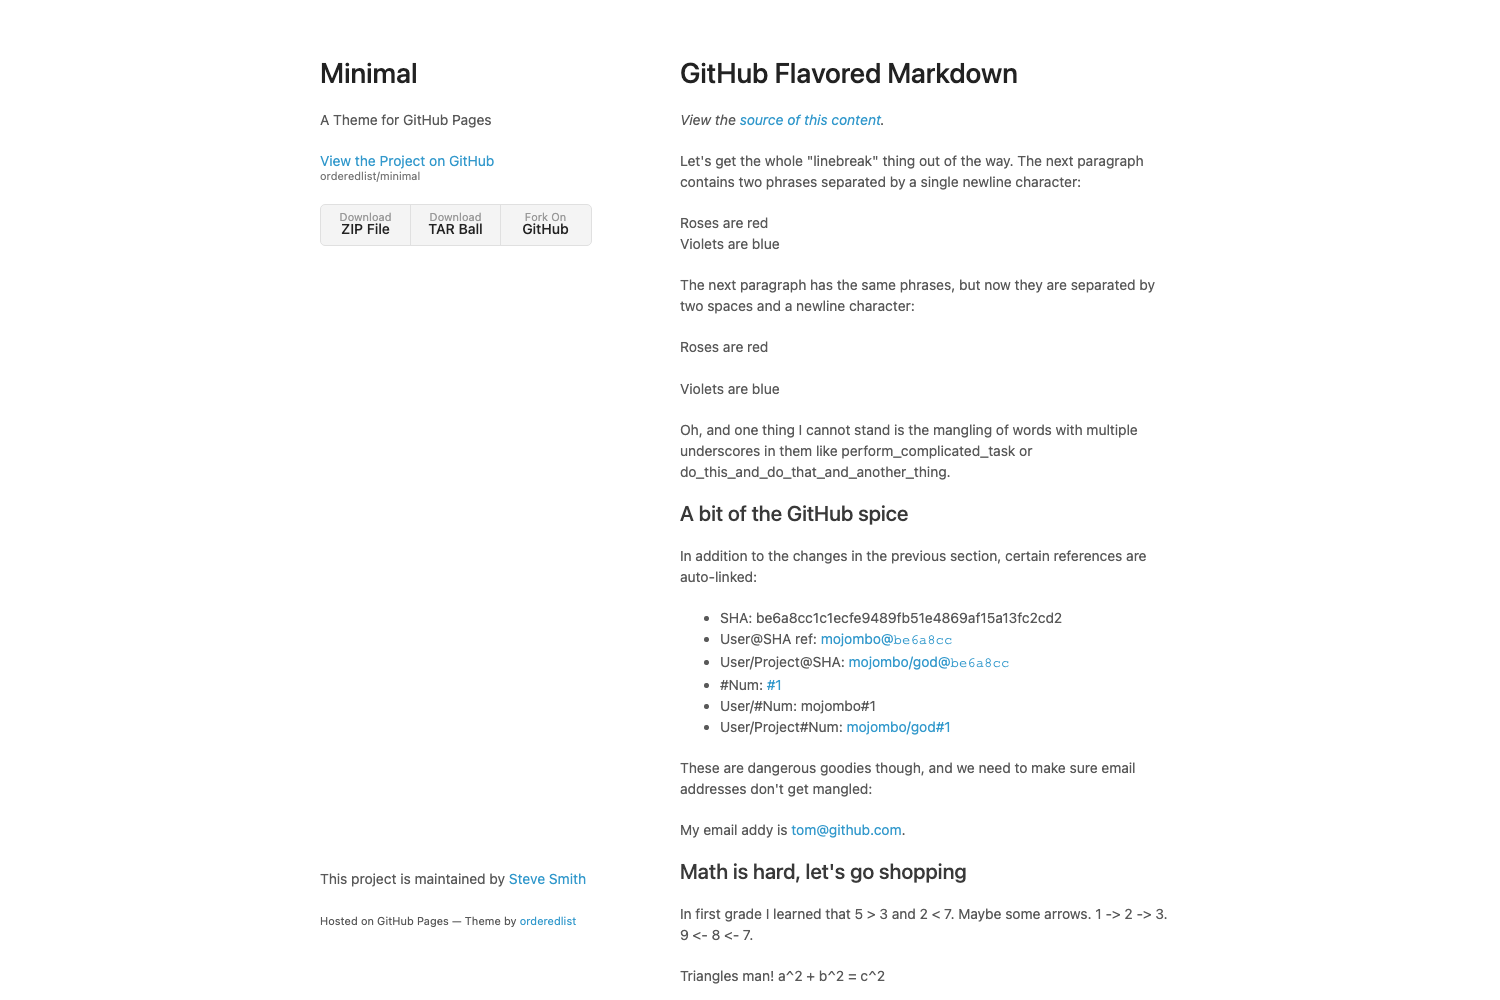 Minimal
A Theme for GitHub Pages
View the Project on GitHub
orderedlist/minimal
Download
ZIP File
Download
TAR Ball
Fork On
GitHub
This project is maintained by Steve Smith
Hosted on GitHub Pages — Theme by orderedlist
GitHub Flavored Markdown
View the source of this content.
Let's get the whole "linebreak" thing out of the way. The next paragraph
contains two phrases separated by a single newline character:
Roses are red
Violets are blue
The next paragraph has the same phrases, but now they are separated by
two spaces and a newline character:
Roses are red
Violets are blue
Oh, and one thing I cannot stand is the mangling of words with multiple
underscores in them like perform_complicated_task or
do_this_and_do_that_and_another_thing.
A bit of the GitHub spice
In addition to the changes in the previous section, certain references are
auto-linked:
• SHA: be6a8cc1c1ecfe9489fb51e4869af15a13fc2cd2
• User@SHA ref: mojombo@be6a8cc
• User/Project@SHA: mojombo/god@be6a8cc
• #Num: #1
• User/#Num: mojombo#1
• User/Project#Num: mojombo/god#1
These are dangerous goodies though, and we need to make sure email
addresses don't get mangled:
My email addy is tom@github.com.
Math is hard, let's go shopping
In first grade I learned that 5 > 3 and 2 < 7. Maybe some arrows. 1 -> 2 -> 3.
9 <- 8 <- 7.
Triangles man! a^2 + b^2 = c^2